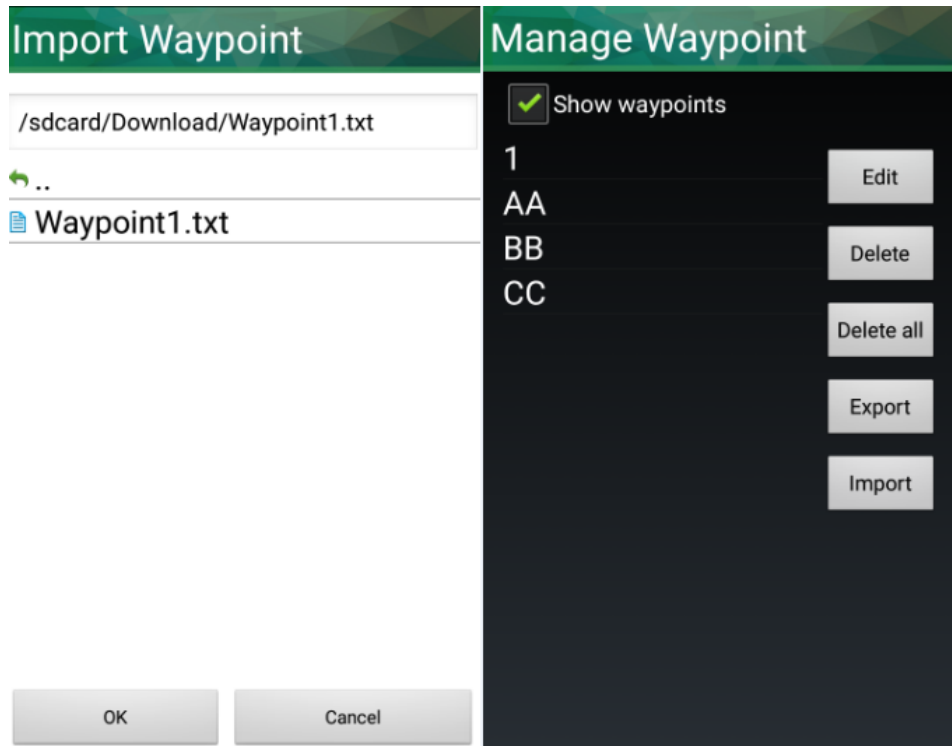 Import Waypoint
/sdcard/Download/Waypoint1.txt
..
Waypoint1.txt
OK
Cancel
Manage Waypoint
Show waypoints
1
AA
BB
CC
Edit
Delete
Delete all
Export
Import